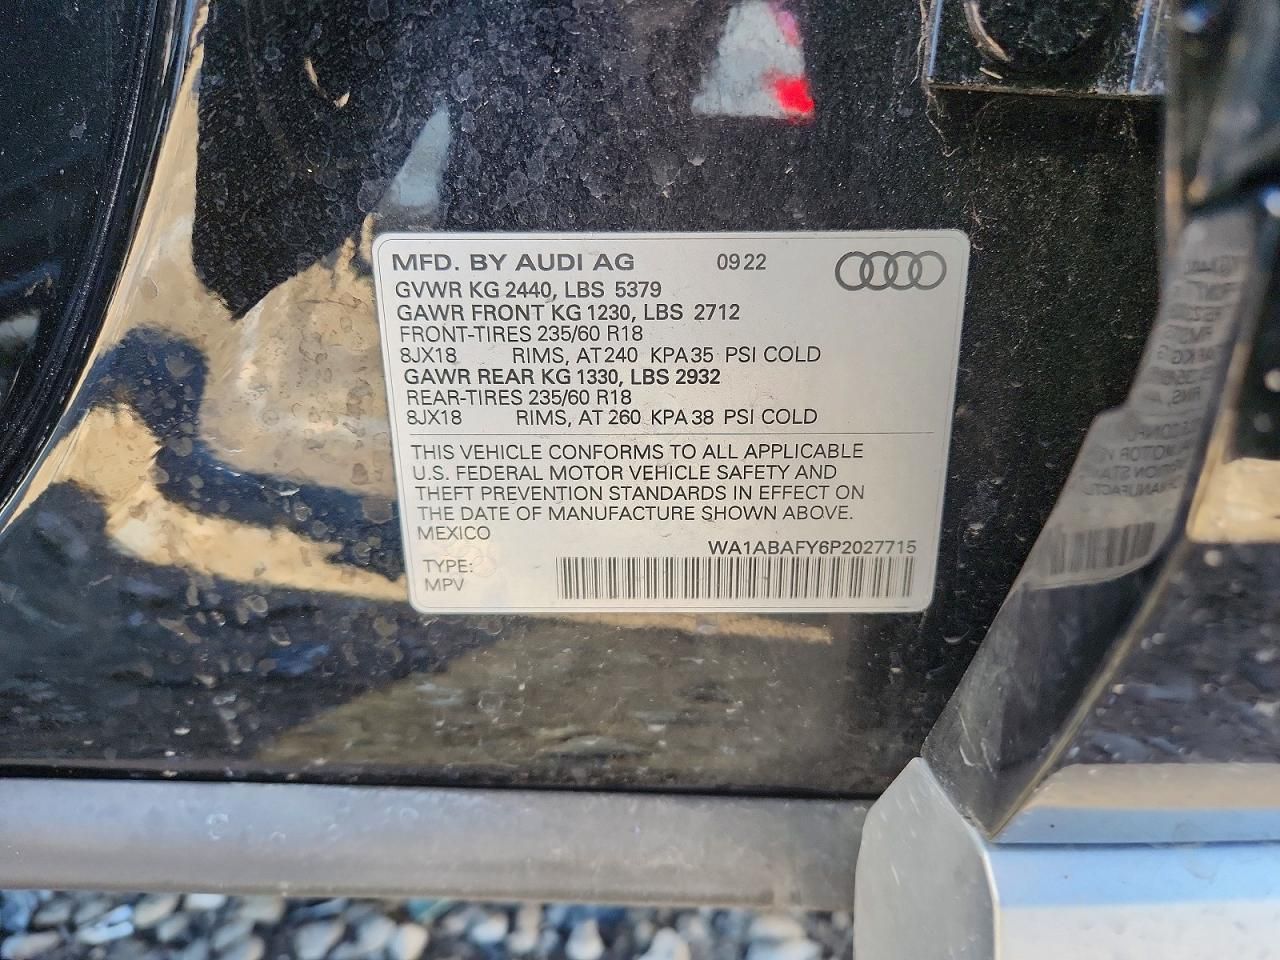 MFD. BY AUDI AG 09 22
GVWR KG 2440, LBS 5379
GAWR FRONT KG 1230, LBS 2712
FRONT-TIRES 235/60 R18
8JX18 RIMS, AT 240 KPA 35 PSI COLD
GAWR REAR KG 1330, LBS 2932
REAR-TIRES 235/60 R18
8JX18 RIMS, AT 260 KPA 38 PSI COLD
THIS VEHICLE CONFORMS TO ALL APPLICABLE
U.S. FEDERAL MOTOR VEHICLE SAFETY AND
THEFT PREVENTION STANDARDS IN EFFECT ON
THE DATE OF MANUFACTURE SHOWN ABOVE.
MEXICO
WA1ABAFY6P2027715
TYPE:
MPV